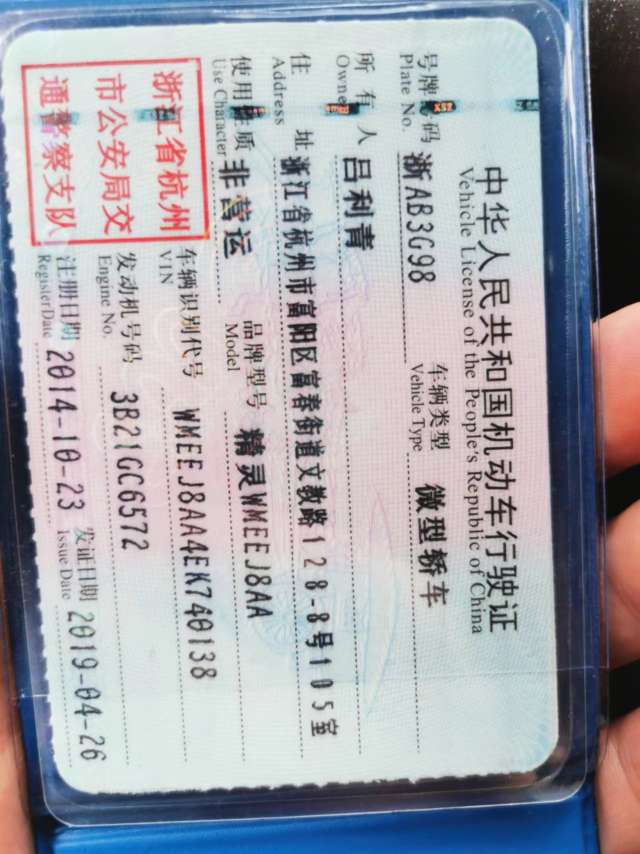 中华人民共和国机动车行驶证
Vehicle License of the People's Republic of China
号牌号码 浙AB3G98 车辆类型 微型轿车
Plate No. Vehicle Type
所有人 吕利青
Owner
住址 浙江省杭州市富阳区富春街道文教路128-8号105室
Address
使用性质 非营运 品牌型号 精灵WMEEJ8AA
Use Character Model
浙江省杭州
市公安局交
通警察支队
车辆识别代号 WMEEJ8AA4EK740138
VIN
发动机号码 3B21GC6572
Engine No.
注册日期 2014-10-23 发证日期 2019-04-26
Register Date Issue Date